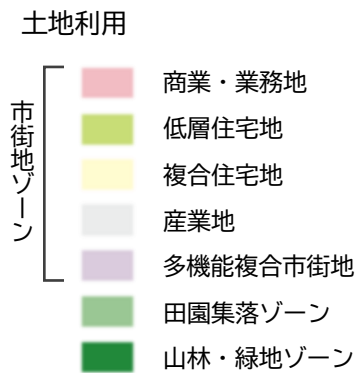 土地利用
市街地ゾーン
商業・業務地
低層住宅地
複合住宅地
産業地
多機能複合市街地
田園集落ゾーン
山林・緑地ゾーン